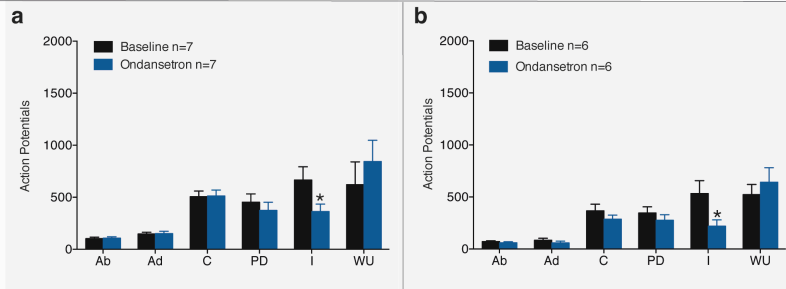 a
Baseline n=7
Ondansetron n=7
Action Potentials
2000
1500
1000
500
0
Ab Ad C PD I WU
*
b
Baseline n=6
Ondansetron n=6
Action Potentials
2000
1500
1000
500
0
Ab Ad C PD I WU
*